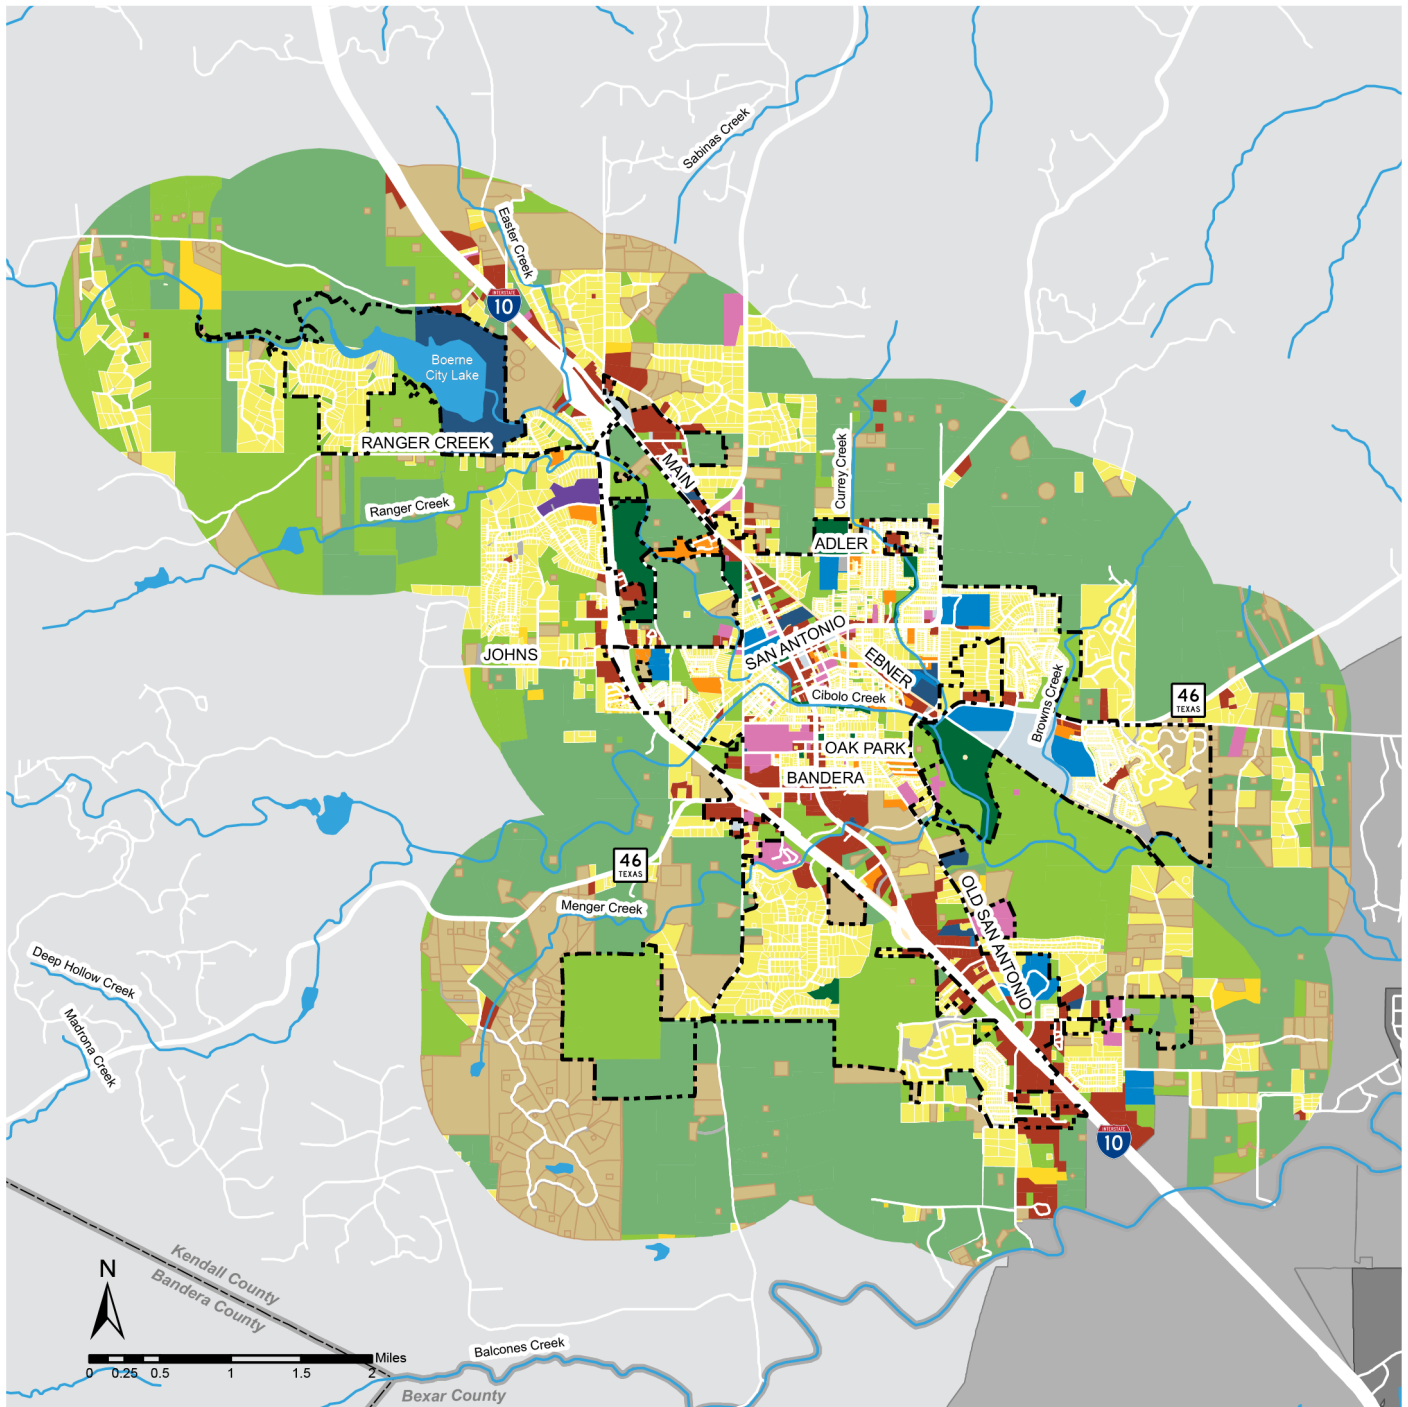 Sabinas Creek
Easter Creek
INTERSTATE
10
Boerne
City Lake
RANGER CREEK
MAIN
Currey Creek
Ranger Creek
ADLER
JOHNS
SAN ANTONIO
EBNER
Cibolo Creek
Browns Creek
46
TEXAS
OAK PARK
BANDERA
46
TEXAS
OLD SAN ANTONIO
Menger Creek
Deep Hollow Creek
Madrona Creek
INTERSTATE
10
Kendall County
Bandera County
N
Miles
0 0.25 0.5 1 1.5 2
Balcones Creek
Bexar County